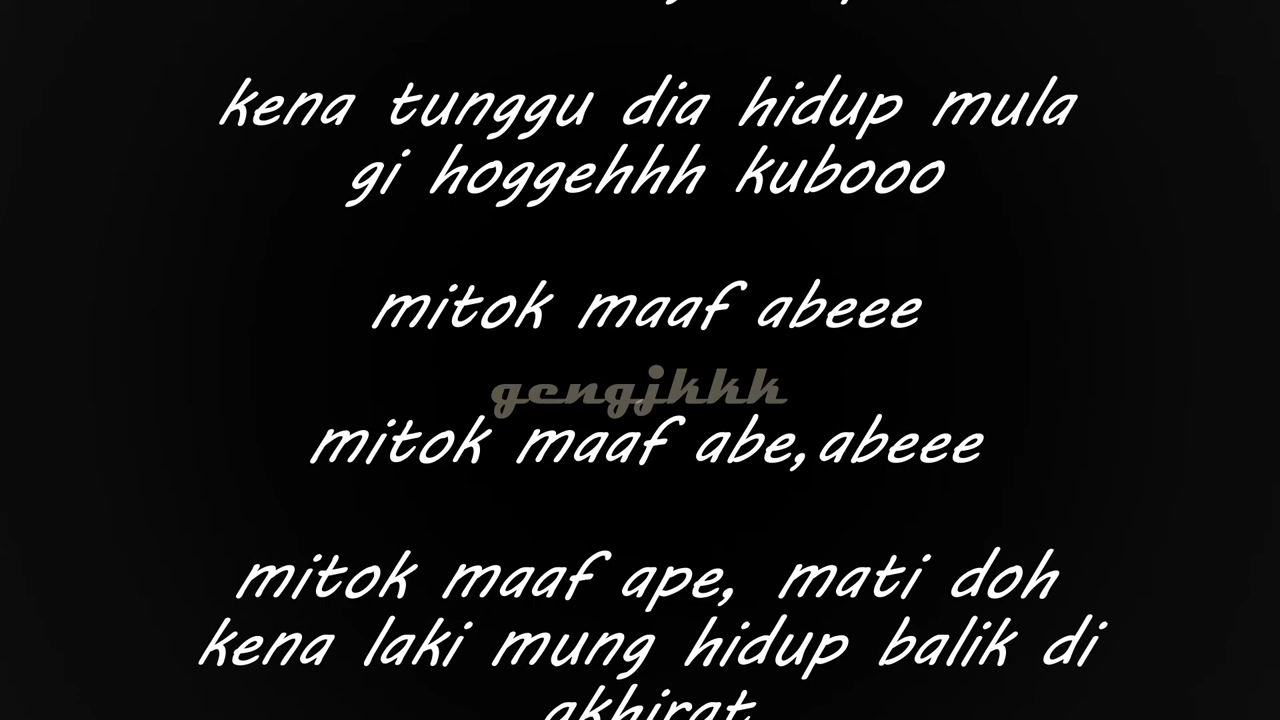 kena tunggu dia hidup mula
gi hoggehhh kubooo
mitok maaf abeee
gengjkkk
mitok maaf abe,abeee
mitok maaf ape, mati doh
kena laki mung hidup balik di
akhirat